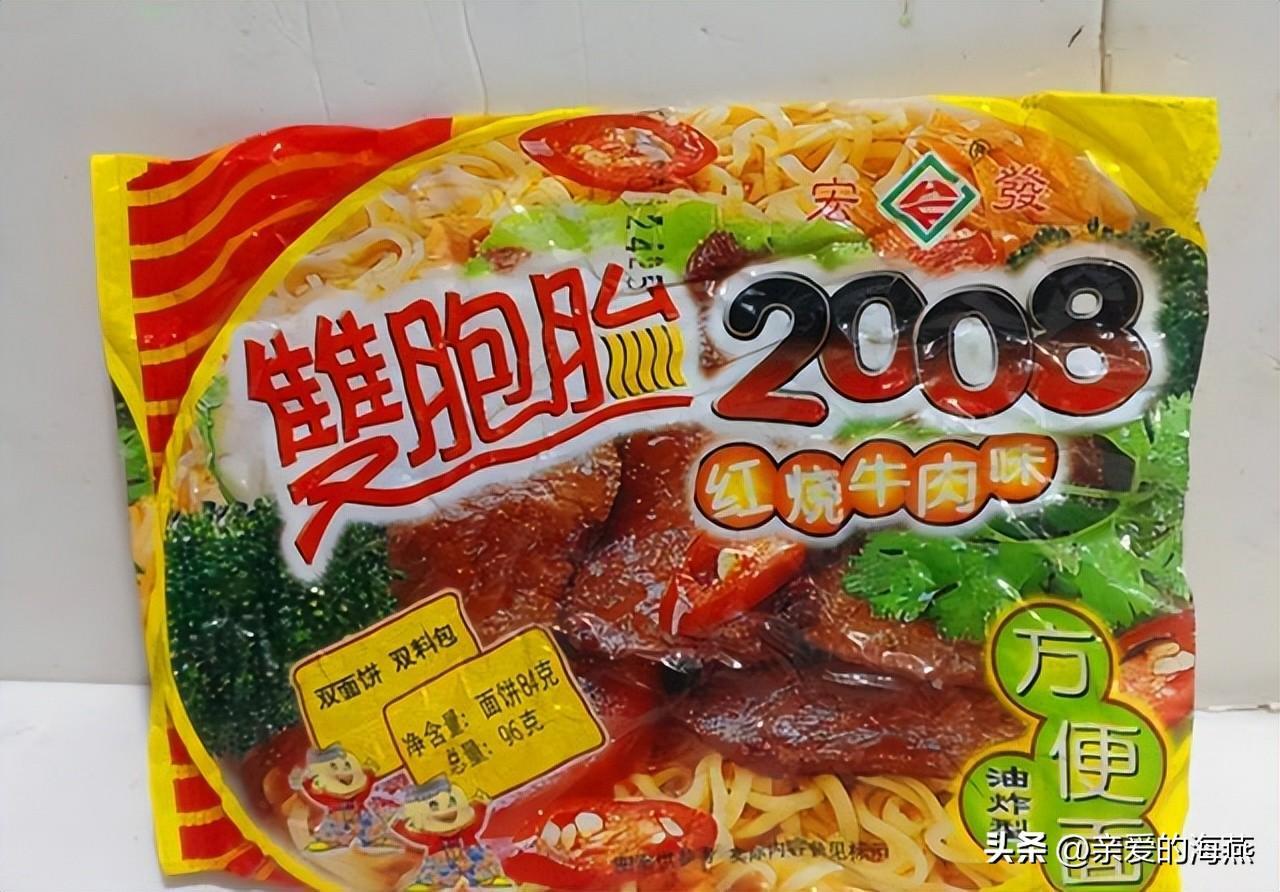 宏 發
®
雙胞胎 2008
红烧牛肉味
双面饼 双料包
净含量: 面饼84克
总量: 96克
方便面
油炸型
头条 @亲爱的海燕